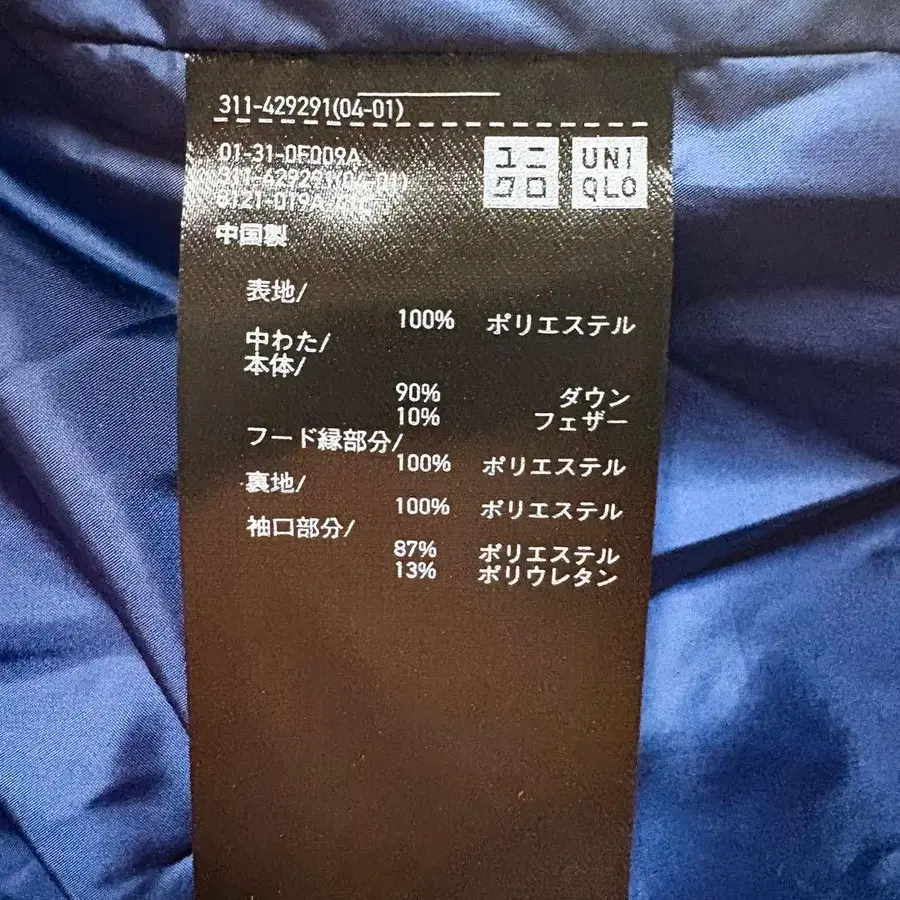 311-429291(04-01)
01-31-0F009A
311-429291(04-01)
ユニ
クロ
UNI
QLO
中国製
表地/
100% ポリエステル
中わた/
本体/
90% ダウン
10% フェザー
フード縁部分/
100% ポリエステル
裏地/
100% ポリエステル
袖口部分/
87% ポリエステル
13% ポリウレタン